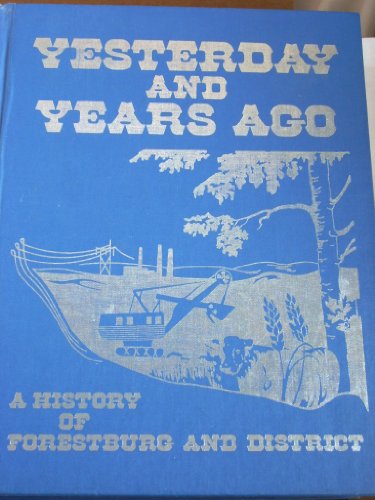 YESTERDAY
AND
YEARS AGO
A HISTORY
OF
FORESTBURG AND DISTRICT